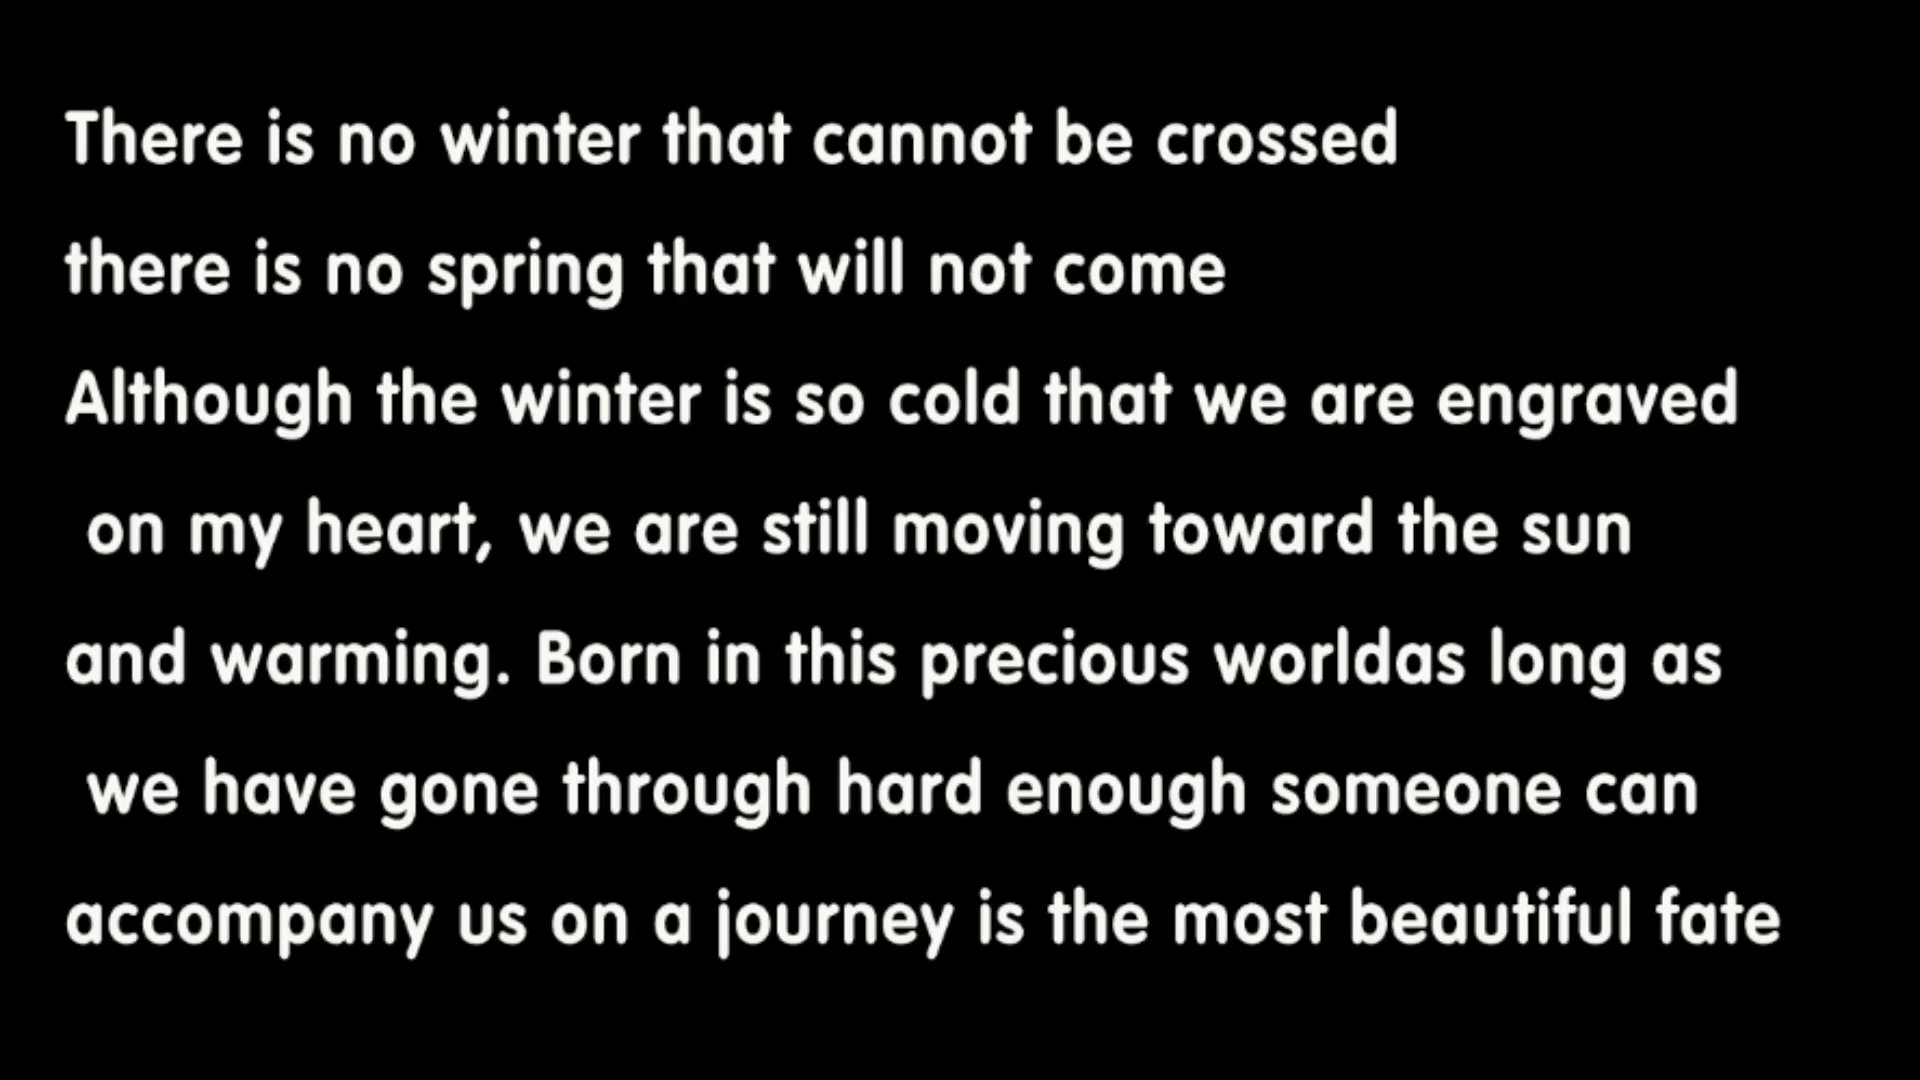 There is no winter that cannot be crossed
there is no spring that will not come
Although the winter is so cold that we are engraved
on my heart, we are still moving toward the sun
and warming. Born in this precious worldas long as
we have gone through hard enough someone can
accompany us on a journey is the most beautiful fate